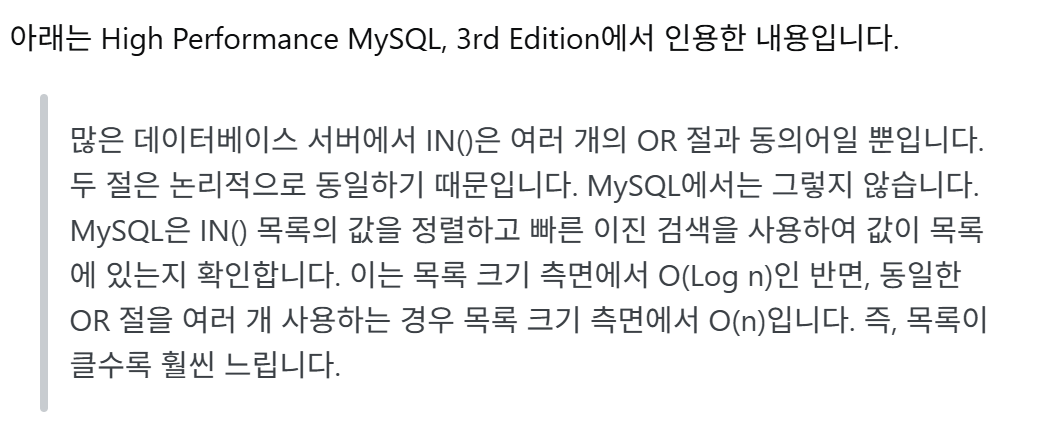 아래는 High Performance MySQL, 3rd Edition에서 인용한 내용입니다.
많은 데이터베이스 서버에서 IN()은 여러 개의 OR 절과 동의어일 뿐입니다.
두 절은 논리적으로 동일하기 때문입니다. MySQL에서는 그렇지 않습니다.
MySQL은 IN() 목록의 값을 정렬하고 빠른 이진 검색을 사용하여 값이 목록
에 있는지 확인합니다. 이는 목록 크기 측면에서 O(Log n)인 반면, 동일한
OR 절을 여러 개 사용하는 경우 목록 크기 측면에서 O(n)입니다. 즉, 목록이
클수록 훨씬 느립니다.